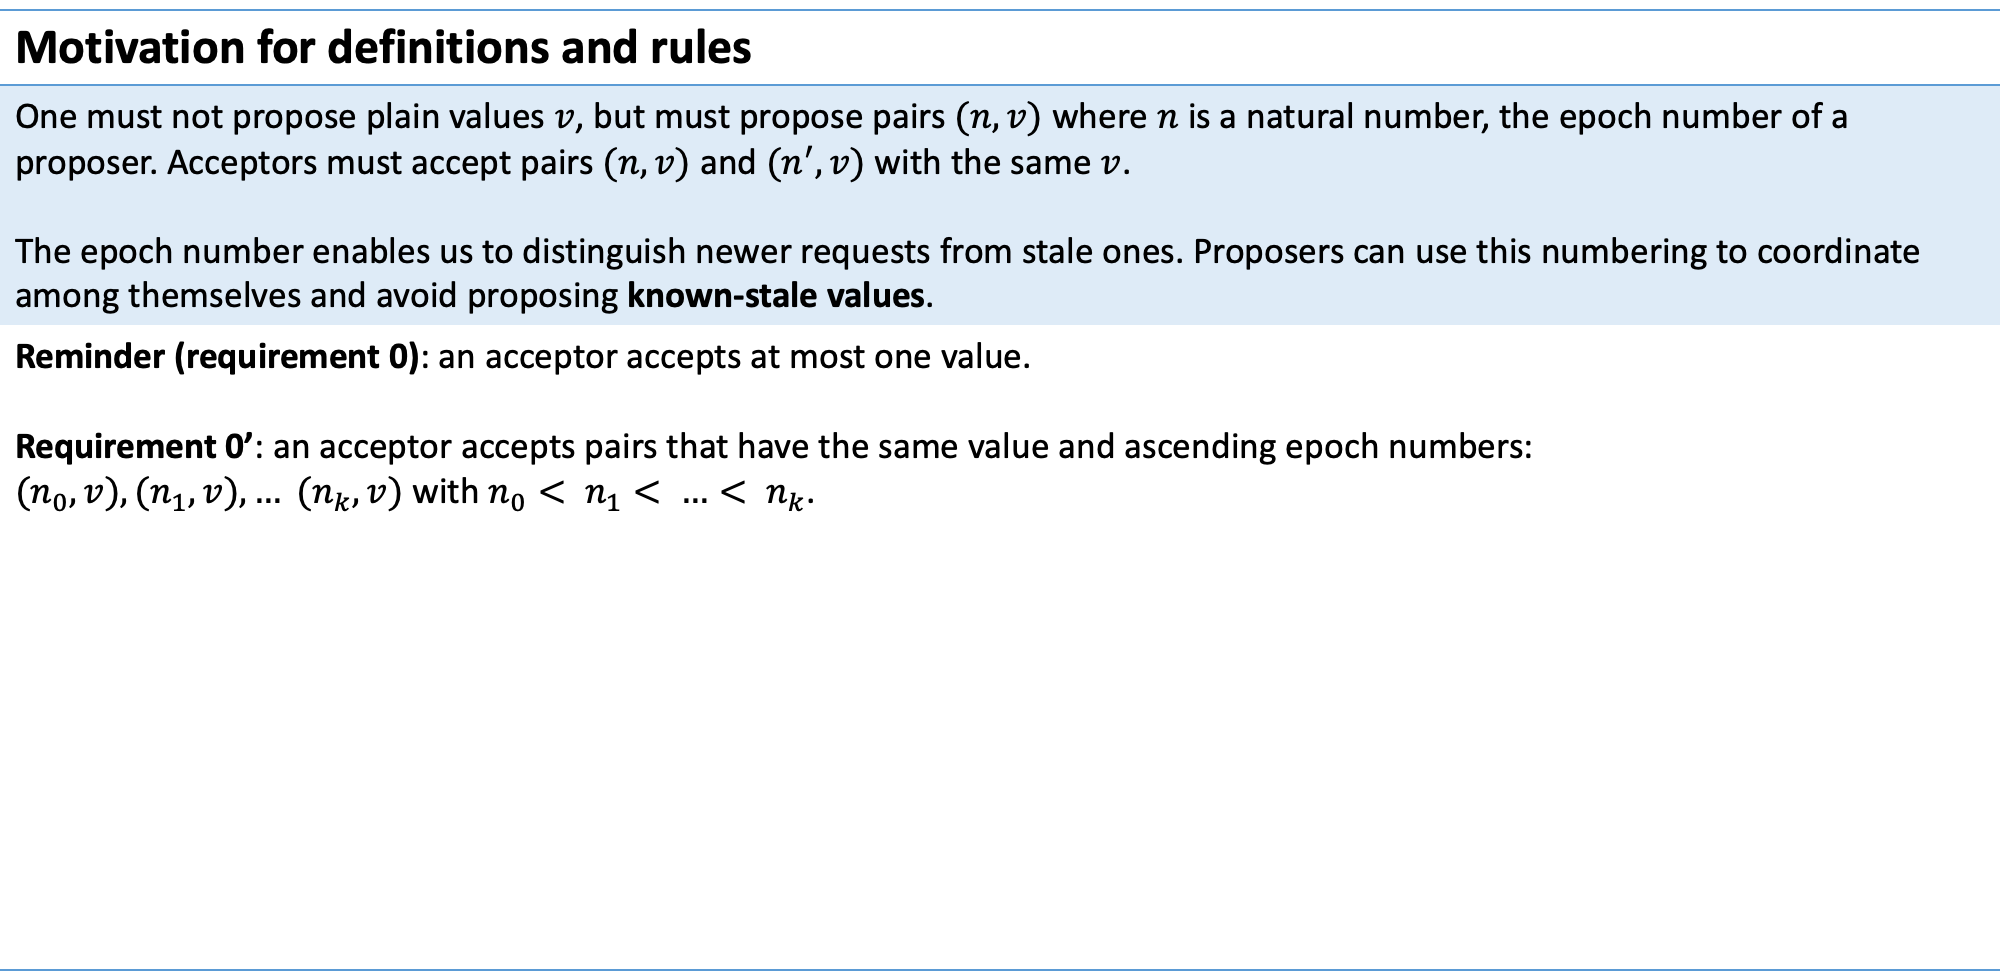 Motivation for definitions and rules
One must not propose plain values 𝑣, but must propose pairs (𝑛, 𝑣) where 𝑛 is a natural number, the epoch number of a
proposer. Acceptors must accept pairs (𝑛, 𝑣) and (𝑛′, 𝑣) with the same 𝑣.
The epoch number enables us to distinguish newer requests from stale ones. Proposers can use this numbering to coordinate
among themselves and avoid proposing known-stale values.
Reminder (requirement 0): an acceptor accepts at most one value.
Requirement 0’: an acceptor accepts pairs that have the same value and ascending epoch numbers:
(𝑛₀, 𝑣), (𝑛₁, 𝑣), … (𝑛ₖ, 𝑣) with 𝑛₀ < 𝑛₁ < … < 𝑛ₖ.